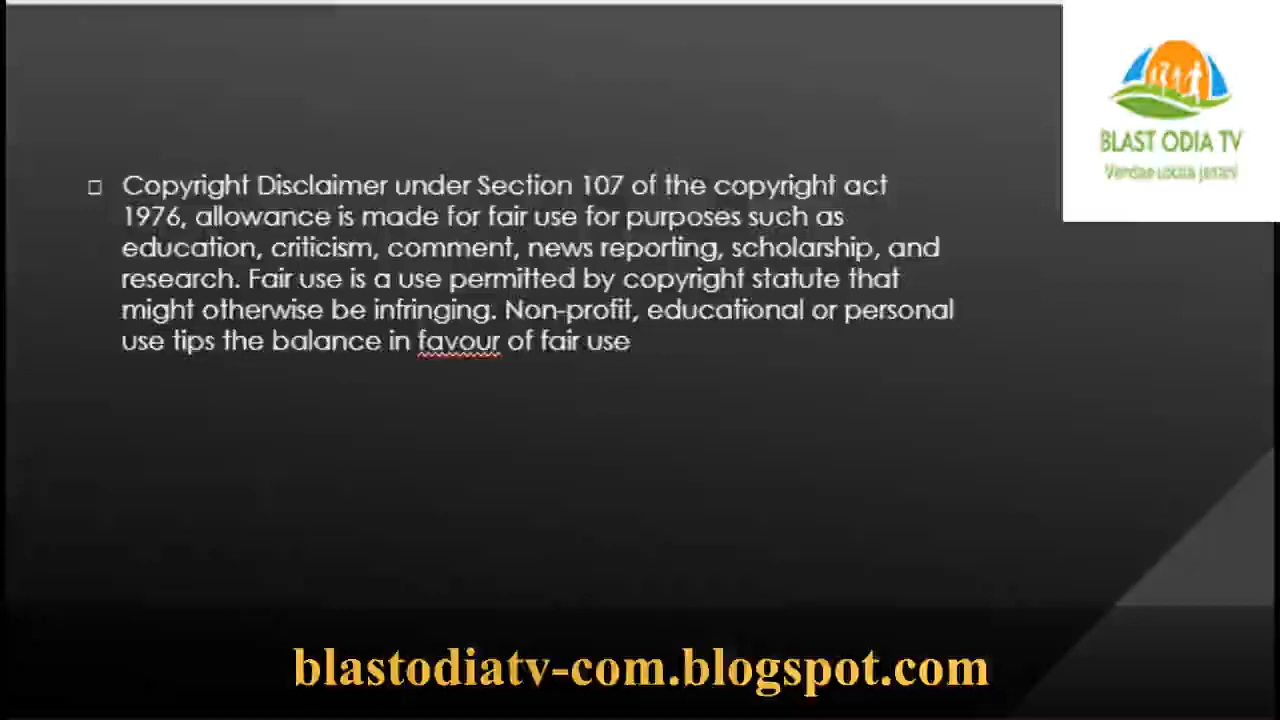 BLAST ODIA TV
Copyright Disclaimer under Section 107 of the copyright act
1976, allowance is made for fair use for purposes such as
education, criticism, comment, news reporting, scholarship, and
research. Fair use is a use permitted by copyright statute that
might otherwise be infringing. Non-profit, educational or personal
use tips the balance in favour of fair use
blastodiatv-com.blogspot.com